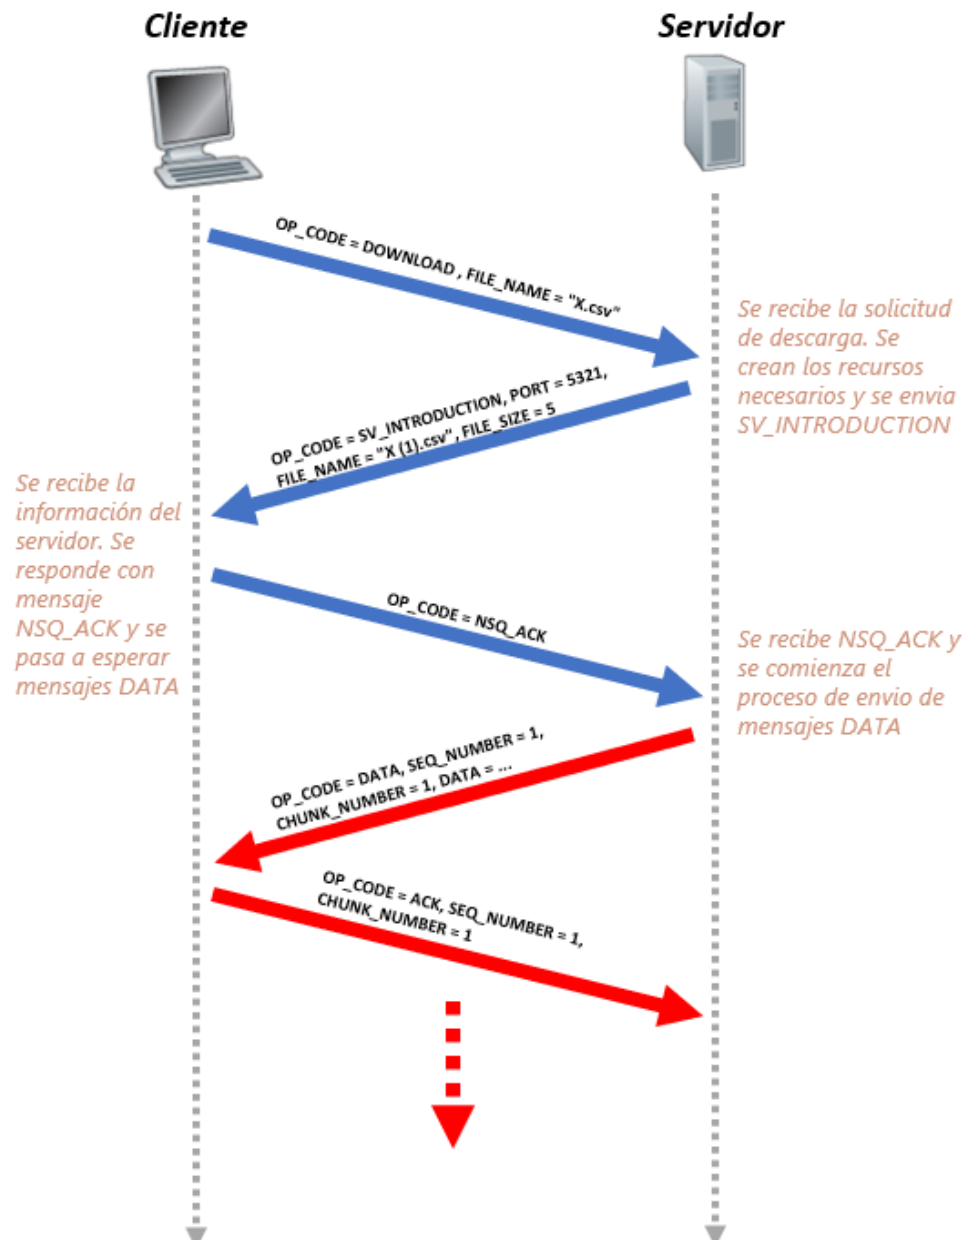 Cliente
Servidor
OP_CODE = DOWNLOAD , FILE_NAME = "X.csv"
Se recibe la solicitud
de descarga. Se
crean los recursos
necesarios y se envia
SV_INTRODUCTION
OP_CODE = SV_INTRODUCTION, PORT = 5321,
FILE_NAME = "X (1).csv" , FILE_SIZE = 5
Se recibe la
información del
servidor. Se
responde con
mensaje
NSQ_ACK y se
pasa a esperar
mensajes DATA
OP_CODE = NSQ_ACK
Se recibe NSQ_ACK y
se comienza el
proceso de envio de
mensajes DATA
OP_CODE = DATA, SEQ_NUMBER = 1,
CHUNK_NUMBER = 1, DATA = ...
OP_CODE = ACK, SEQ_NUMBER = 1,
CHUNK_NUMBER = 1